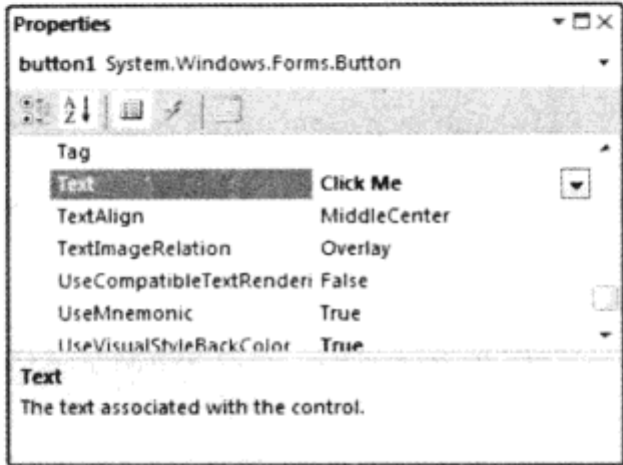 Properties
button1 System.Windows.Forms.Button
Tag
Text Click Me
TextAlign MiddleCenter
TextImageRelation Overlay
UseCompatibleTextRenderi False
UseMnemonic True
UseVisualStyleBackColor True
Text
The text associated with the control.